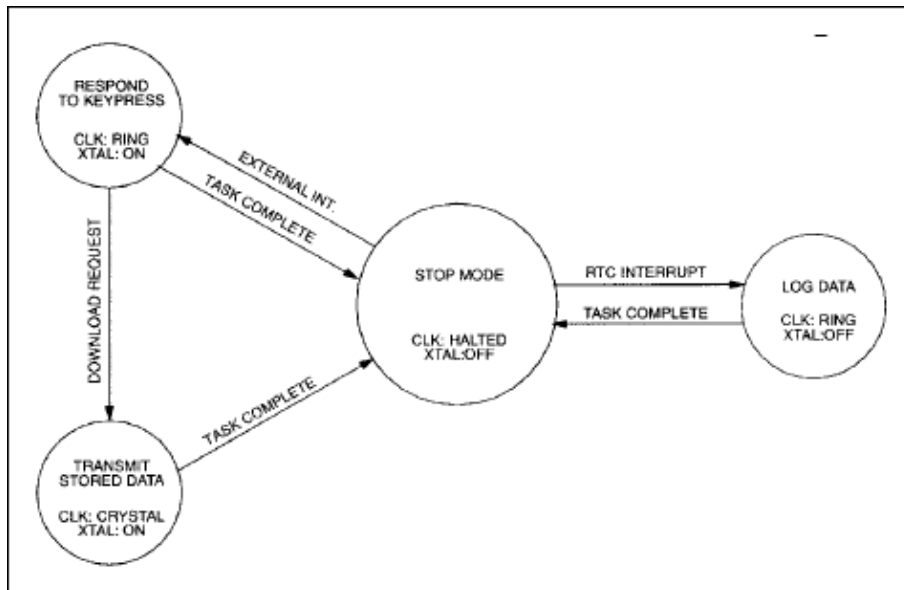 RESPOND
TO KEYPRESS
CLK: RING
XTAL: ON
EXTERNAL INT.
TASK COMPLETE
DOWNLOAD REQUEST
STOP MODE
CLK: HALTED
XTAL:OFF
RTC INTERRUPT
TASK COMPLETE
LOG DATA
CLK: RING
XTAL:OFF
TASK COMPLETE
TRANSMIT
STORED DATA
CLK: CRYSTAL
XTAL: ON